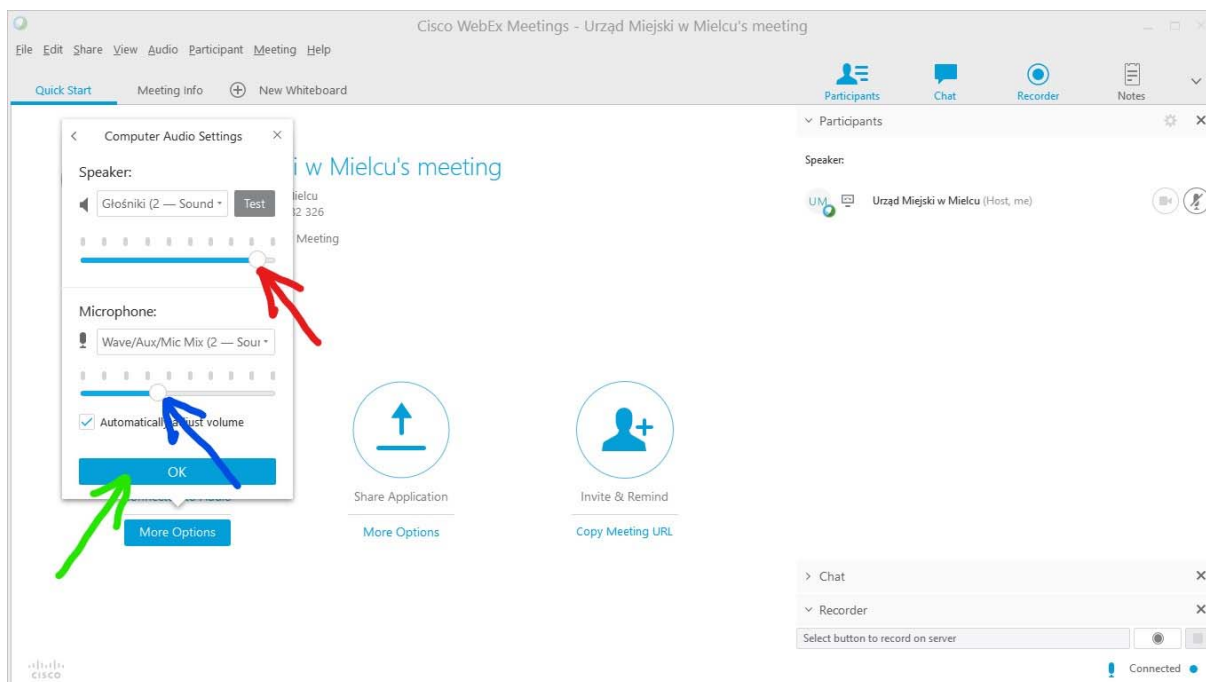 Cisco WebEx Meetings - Urząd Miejski w Mielcu's meeting
File Edit Share View Audio Participant Meeting Help
Quick Start Meeting Info New Whiteboard
Participants Chat Recorder Notes
Computer Audio Settings
Speaker:
Głośniki (2 — Sound Test
Microphone:
Wave/Aux/Mic Mix (2 — Sour
Automatically adjust volume
OK
More Options
i w Mielcu's meeting
ielcu
32 326
Meeting
Share Application
More Options
Invite & Remind
Copy Meeting URL
Participants
Speaker:
UM Urząd Miejski w Mielcu (Host, me)
Chat
Recorder
Select button to record on server
Connected
CISCO